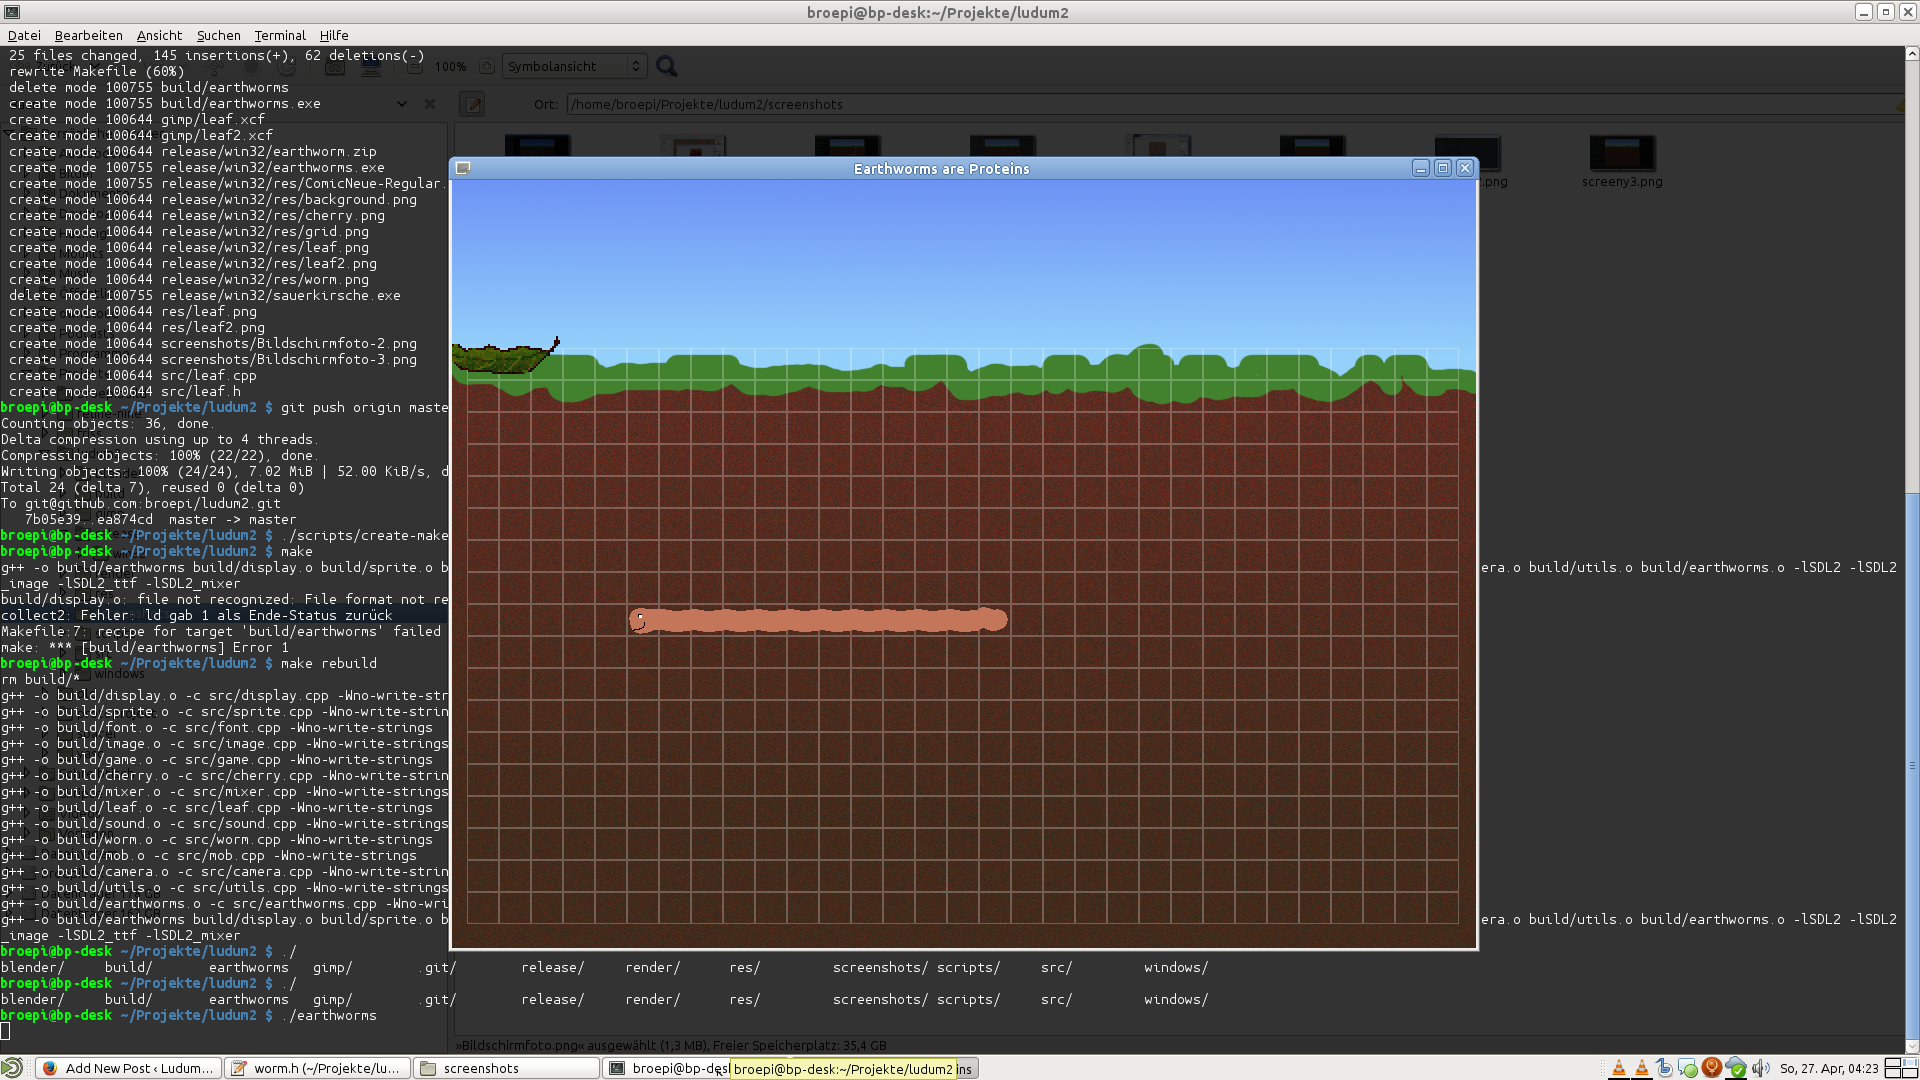 broepi@bp-desk:~/Projekte/ludum2
Datei Bearbeiten Ansicht Suchen Terminal Hilfe
25 files changed, 145 insertions(+), 62 deletions(-)
100% Symbolansicht
rewrite Makefile (60%)
delete mode 100755 build/earthworms
create mode 100755 build/earthworms.exe
Ort: /home/broepi/Projekte/ludum2/screenshots
create mode 100644 gimp/leaf.xcf
create mode 100644 gimp/leaf2.xcf
create mode 100644 release/win32/earthworm.zip
create mode 100755 release/win32/earthworms.exe
Earthworms are Proteins
create mode 100755 release/win32/res/ComicNeue-Regular.
.png screeny3.png
create mode 100644 release/win32/res/background.png
create mode 100644 release/win32/res/cherry.png
create mode 100644 release/win32/res/grid.png
create mode 100644 release/win32/res/leaf.png
create mode 100644 release/win32/res/leaf2.png
create mode 100644 release/win32/res/worm.png
delete mode 100755 release/win32/sauerkirsche.exe
create mode 100644 res/leaf.png
create mode 100644 res/leaf2.png
create mode 100644 screenshots/Bildschirmfoto-2.png
create mode 100644 screenshots/Bildschirmfoto-3.png
create mode 100644 src/leaf.cpp
create mode 100644 src/leaf.h
broepi@bp-desk ~/Projekte/ludum2 $ git push origin maste
Counting objects: 36, done.
Delta compression using up to 4 threads.
Compressing objects: 100% (22/22), done.
Writing objects: 100% (24/24), 7.02 MiB | 52.00 KiB/s, d
Total 24 (delta 7), reused 0 (delta 0)
To git@github.com:broepi/ludum2.git
7b05e39..ea874cd master -> master
broepi@bp-desk ~/Projekte/ludum2 $ ./scripts/create-make
broepi@bp-desk ~/Projekte/ludum2 $ make
g++ -o build/earthworms build/display.o build/sprite.o b
era.o build/utils.o build/earthworms.o -lSDL2 -lSDL2
_image -lSDL2_ttf -lSDL2_mixer
build/display.o: file not recognized: File format not re
collect2: Fehler: ld gab 1 als Ende-Status zurück
Makefile:7: recipe for target 'build/earthworms' failed
make: *** [build/earthworms] Error 1
broepi@bp-desk ~/Projekte/ludum2 $ make rebuild
windows
rm build/*
g++ -o build/display.o -c src/display.cpp -Wno-write-str
g++ -o build/sprite.o -c src/sprite.cpp -Wno-write-strin
g++ -o build/font.o -c src/font.cpp -Wno-write-strings
g++ -o build/image.o -c src/image.cpp -Wno-write-strings
g++ -o build/game.o -c src/game.cpp -Wno-write-strings
g++ -o build/cherry.o -c src/cherry.cpp -Wno-write-strin
g++ -o build/mixer.o -c src/mixer.cpp -Wno-write-strings
g++ -o build/leaf.o -c src/leaf.cpp -Wno-write-strings
g++ -o build/sound.o -c src/sound.cpp -Wno-write-strings
g++ -o build/worm.o -c src/worm.cpp -Wno-write-strings
g++ -o build/mob.o -c src/mob.cpp -Wno-write-strings
g++ -o build/camera.o -c src/camera.cpp -Wno-write-strings
g++ -o build/utils.o -c src/utils.cpp -Wno-write-strings
g++ -o build/earthworms.o -c src/earthworms.cpp -Wno-wri
g++ -o build/earthworms build/display.o build/sprite.o b
era.o build/utils.o build/earthworms.o -lSDL2 -lSDL2
_image -lSDL2_ttf -lSDL2_mixer
broepi@bp-desk ~/Projekte/ludum2 $ ./
blender/ build/ earthworms gimp/ .git/ release/ render/ res/ screenshots/ scripts/ src/ windows/
broepi@bp-desk ~/Projekte/ludum2 $ ./
blender/ build/ earthworms gimp/ .git/ release/ render/ res/ screenshots/ scripts/ src/ windows/
broepi@bp-desk ~/Projekte/ludum2 $ ./earthworms
»Bildschirmfoto.png« ausgewählt (1,3 MB), Freier Speicherplatz: 35,4 GB
Add New Post ‹ Ludum... worm.h (~/Projekte/lu... screenshots broepi@bp-desk broepi@bp-desk:~/Projekte/ludum2 ins So, 27. Apr, 04:23